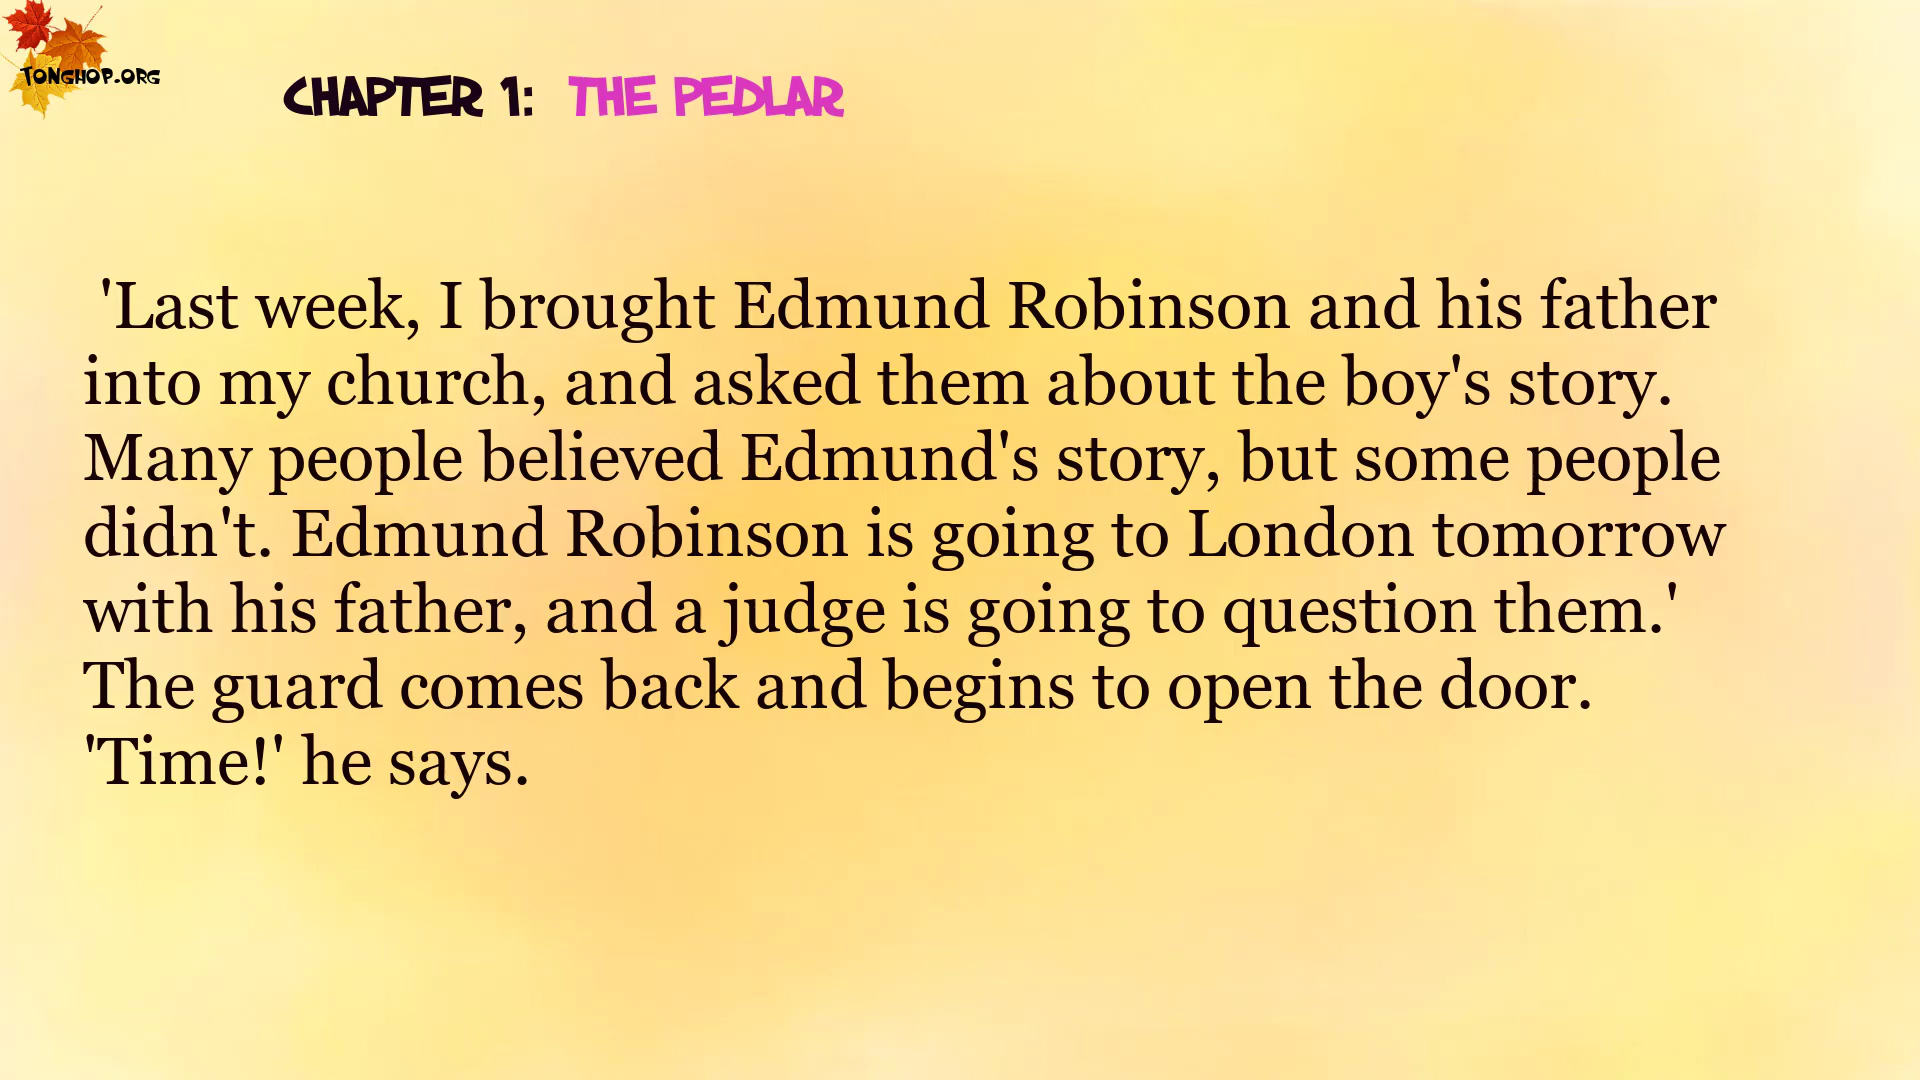 TONGHOP.ORG
CHAPTER 1: THE PEDLAR
'Last week, I brought Edmund Robinson and his father
into my church, and asked them about the boy's story.
Many people believed Edmund's story, but some people
didn't. Edmund Robinson is going to London tomorrow
with his father, and a judge is going to question them.'
The guard comes back and begins to open the door.
'Time!' he says.